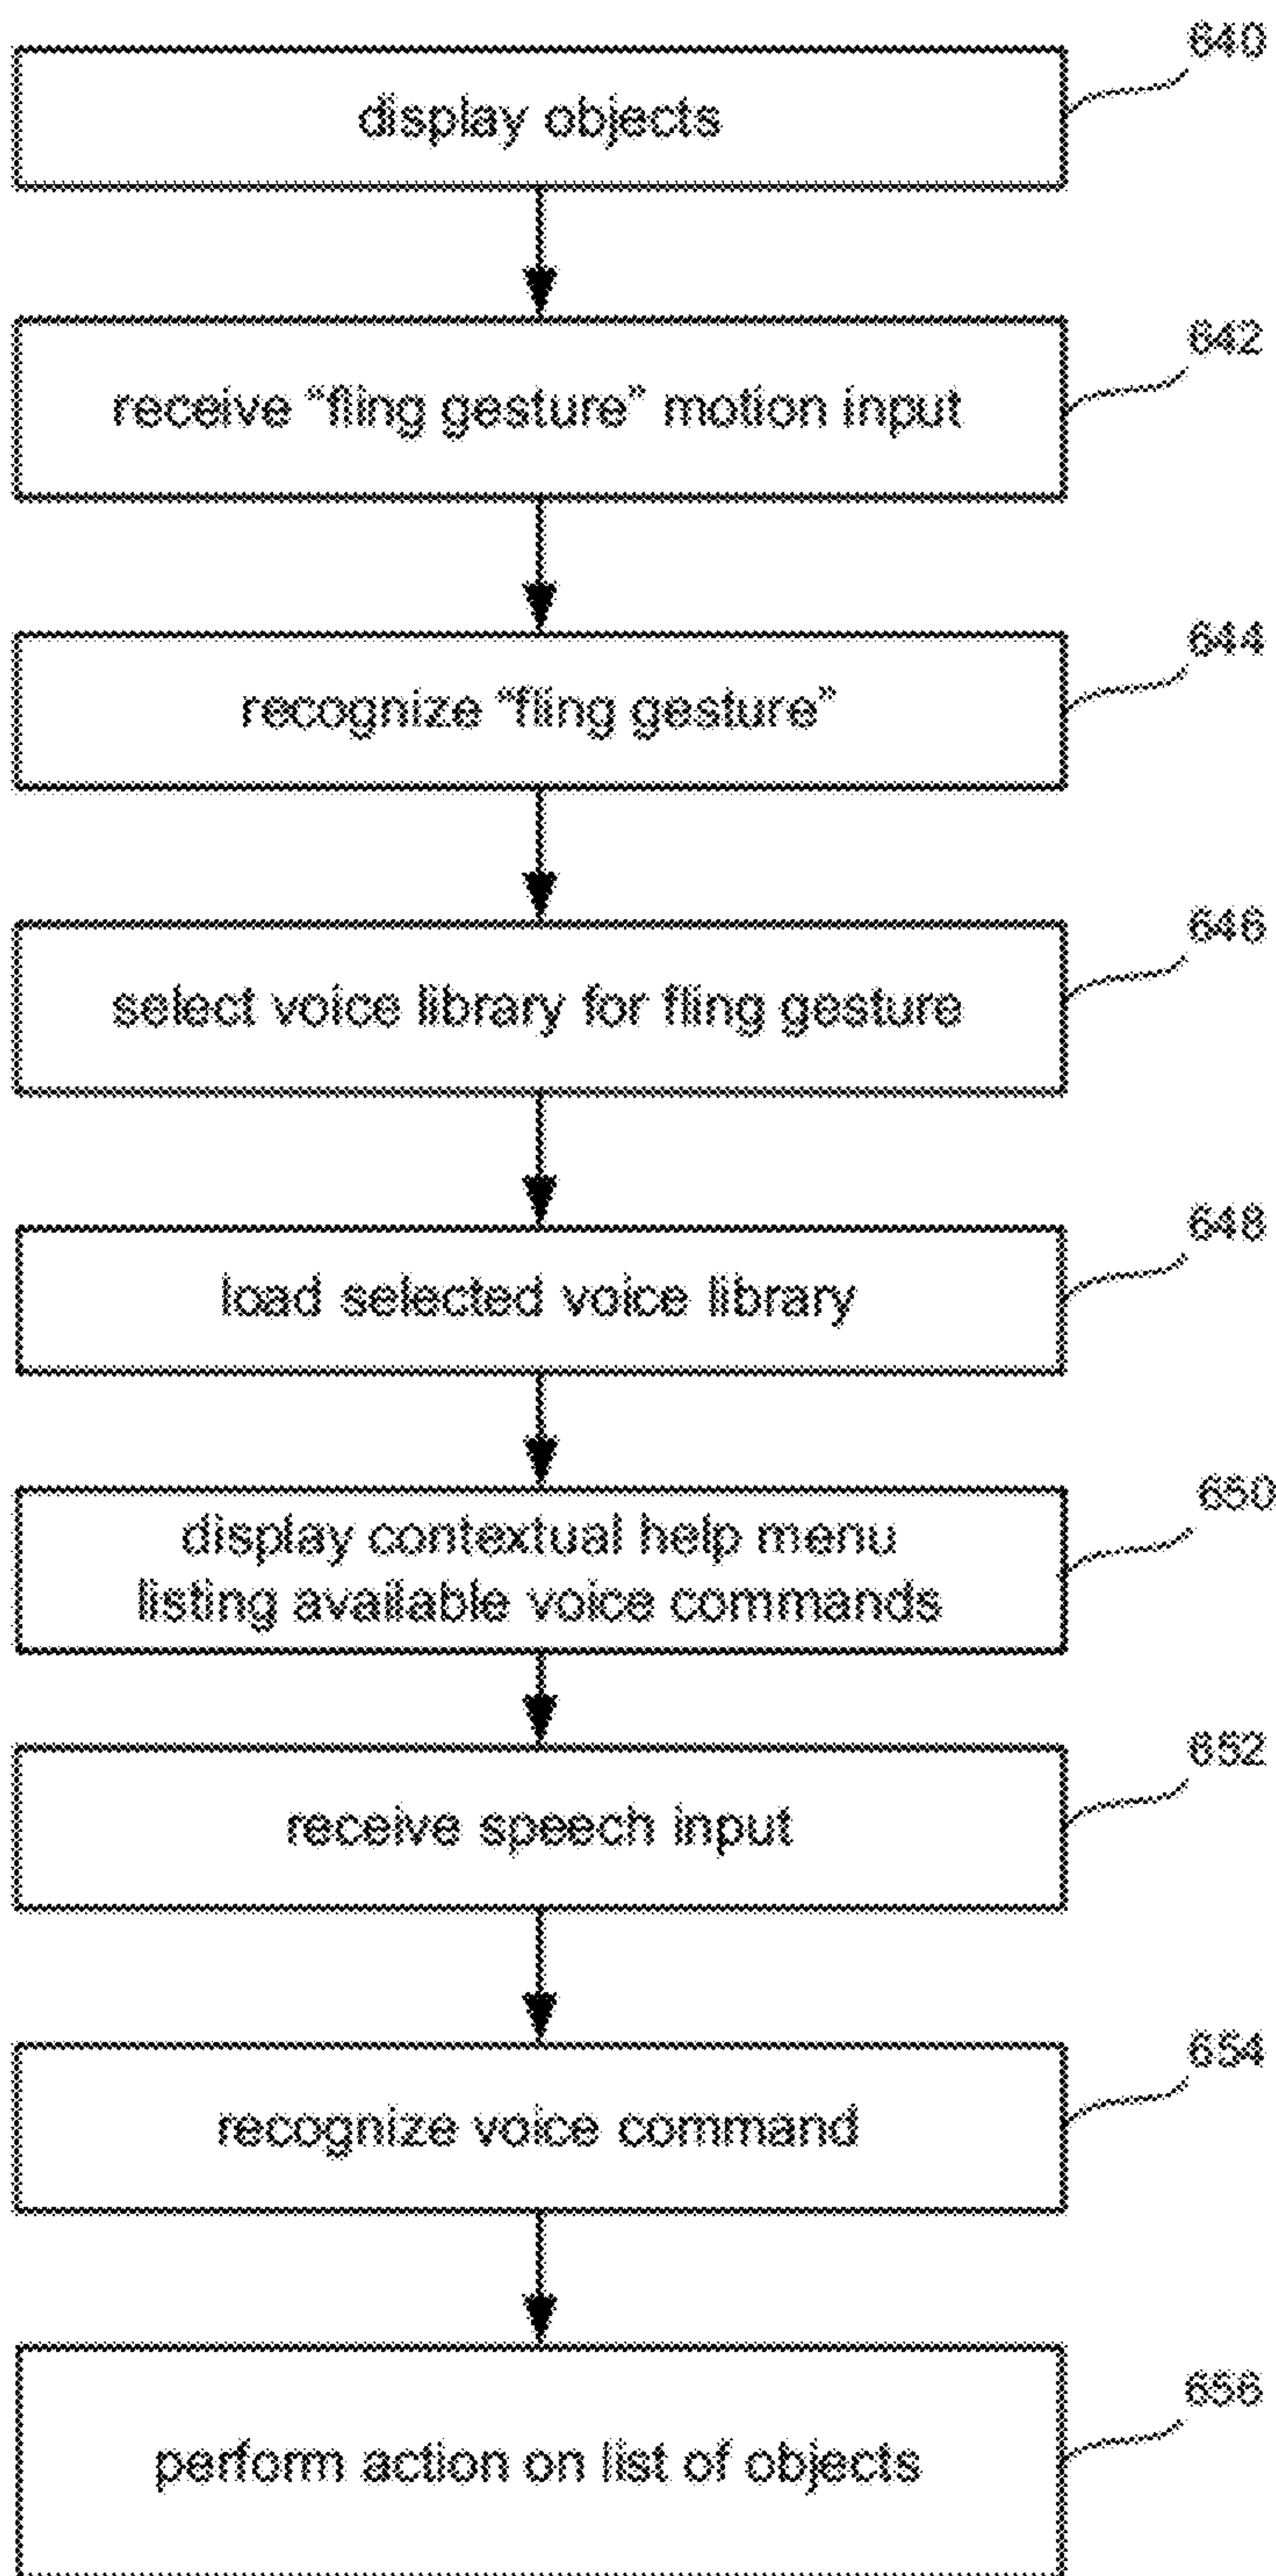 640
display objects
642
receive “fling gesture” motion input
644
recognize “fling gesture”
646
select voice library for fling gesture
648
load selected voice library
650
display contextual help menu
listing available voice commands
652
receive speech input
654
recognize voice command
656
perform action on list of objects